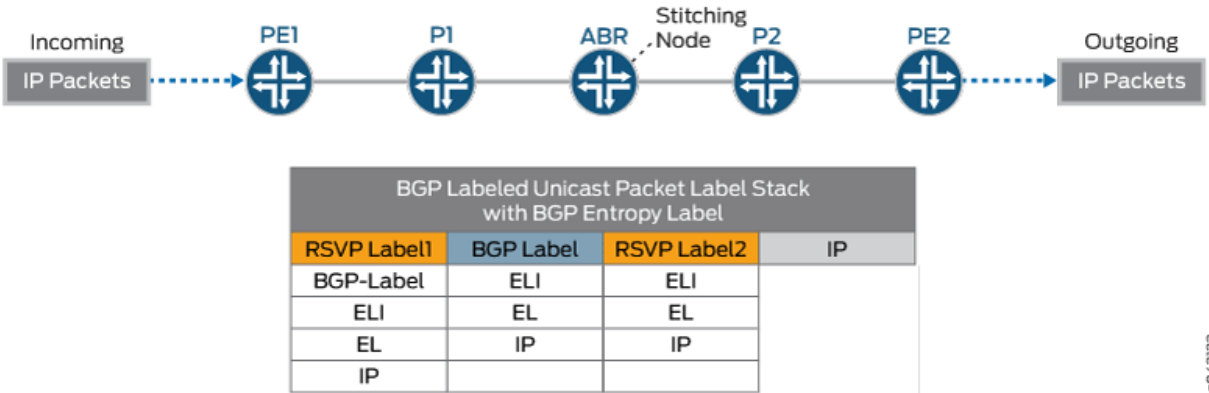 Incoming
IP Packets
PE1
P1
ABR
Stitching
Node
P2
PE2
Outgoing
IP Packets
BGP Labeled Unicast Packet Label Stack
with BGP Entropy Label
RSVP Label1 BGP Label RSVP Label2 IP
BGP-Label ELI ELI
ELI EL EL
EL IP IP
IP